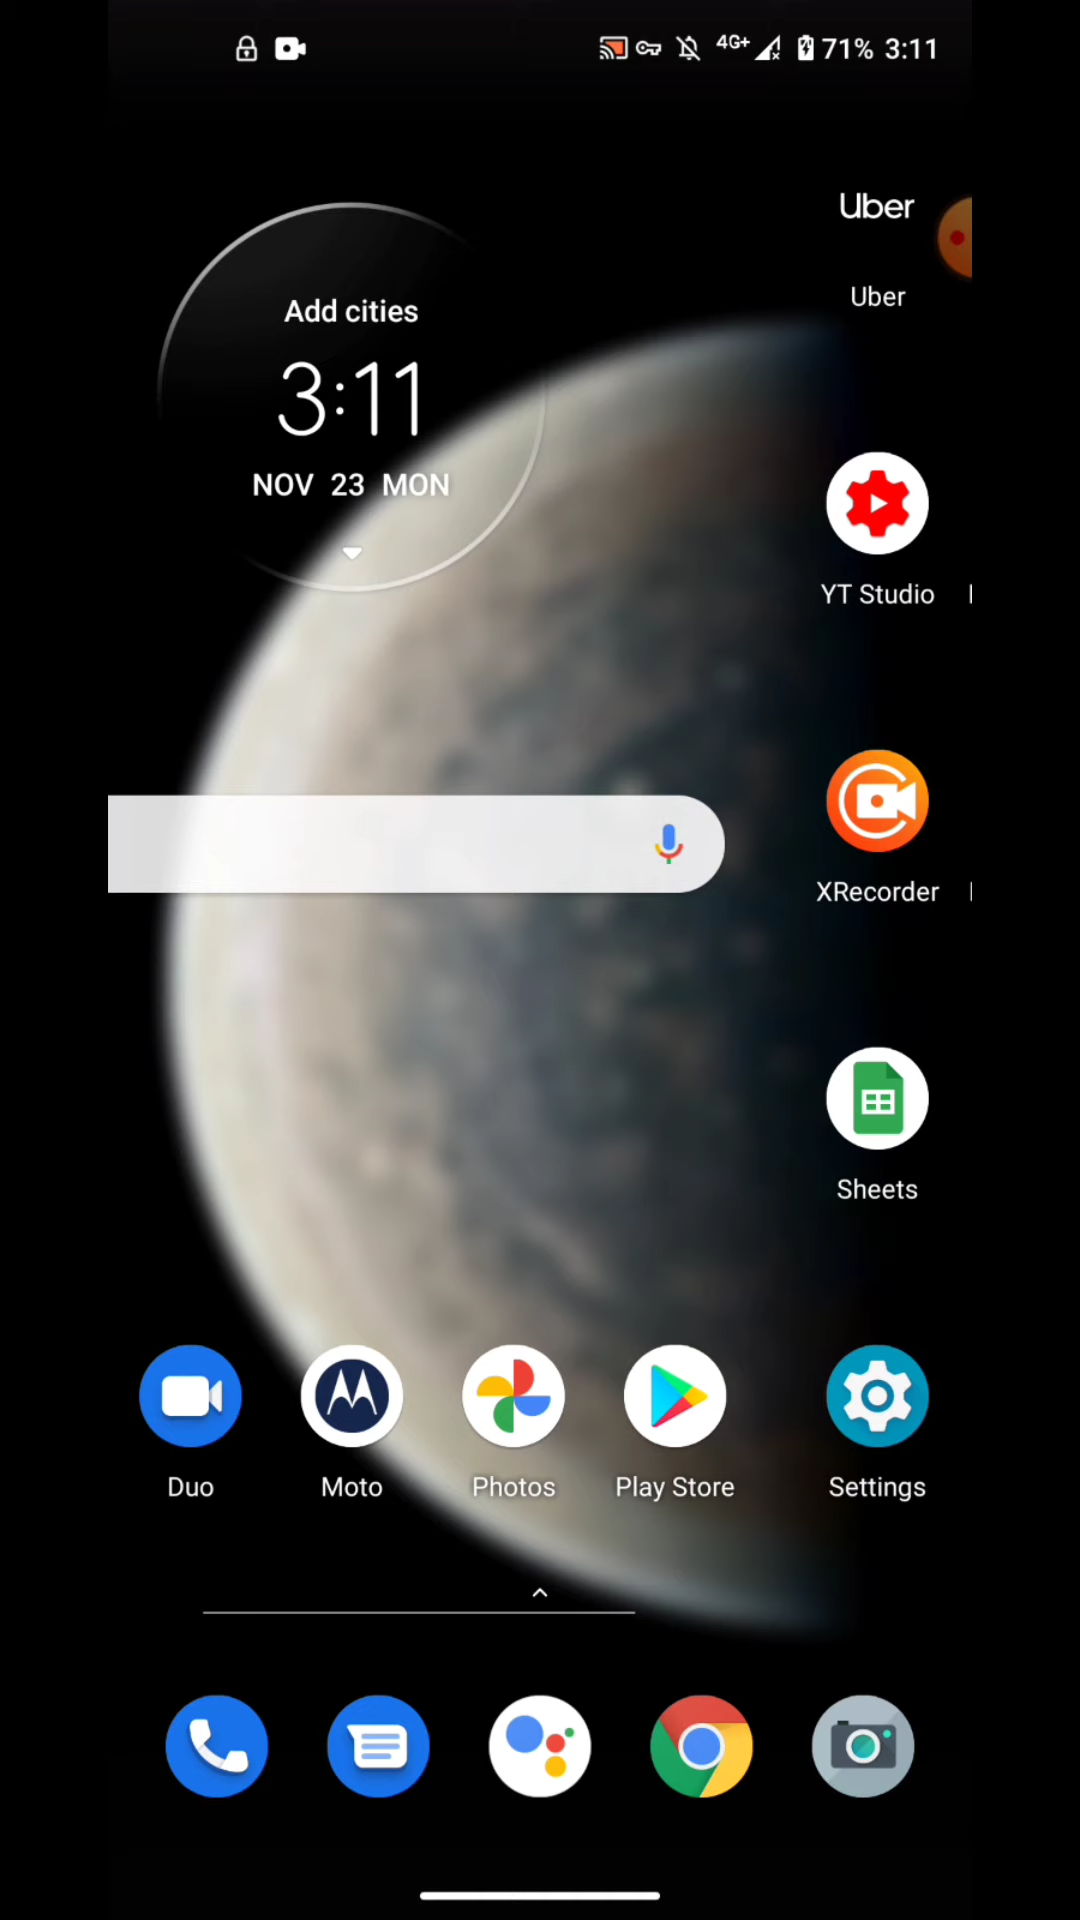 4G+ 71% 3:11
Uber
Uber
Add cities
3:11
NOV 23 MON
YT Studio
XRecorder
Sheets
Duo
Moto
Photos
Play Store
Settings